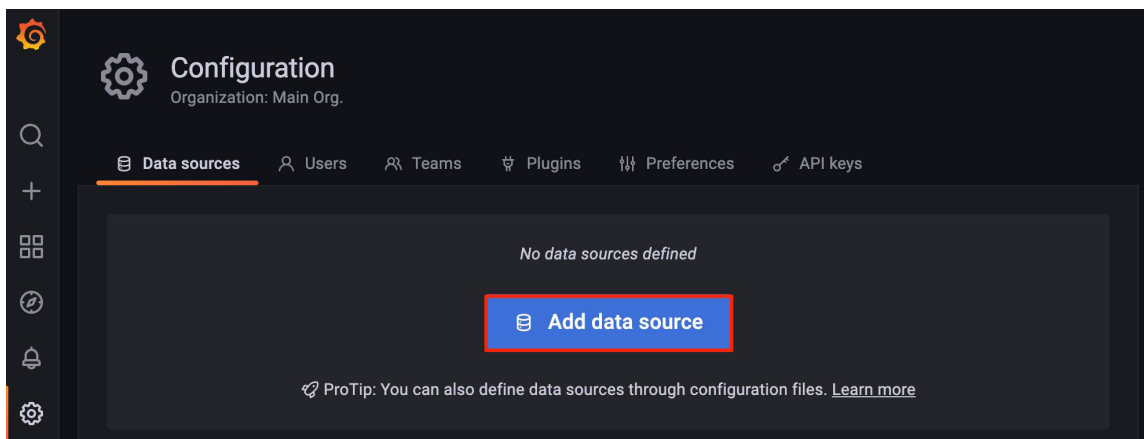 Configuration
Organization: Main Org.
Data sources Users Teams Plugins Preferences API keys
No data sources defined
Add data source
ProTip: You can also define data sources through configuration files. Learn more